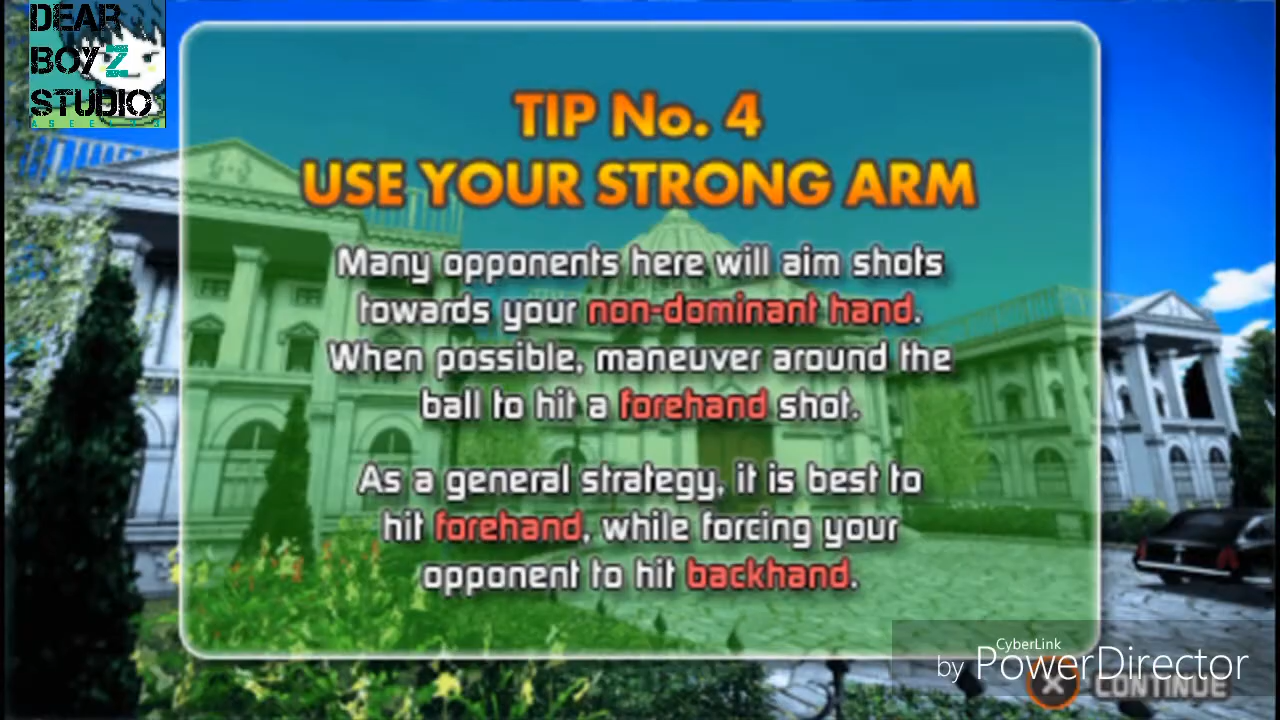 DEAR
BOYZ
STUDIO
TIP No. 4
USE YOUR STRONG ARM
Many opponents here will aim shots
towards your non-dominant hand.
When possible, maneuver around the
ball to hit a forehand shot.
As a general strategy, it is best to
hit forehand, while forcing your
opponent to hit backhand.
CyberLink
by PowerDirector
CONTINUE